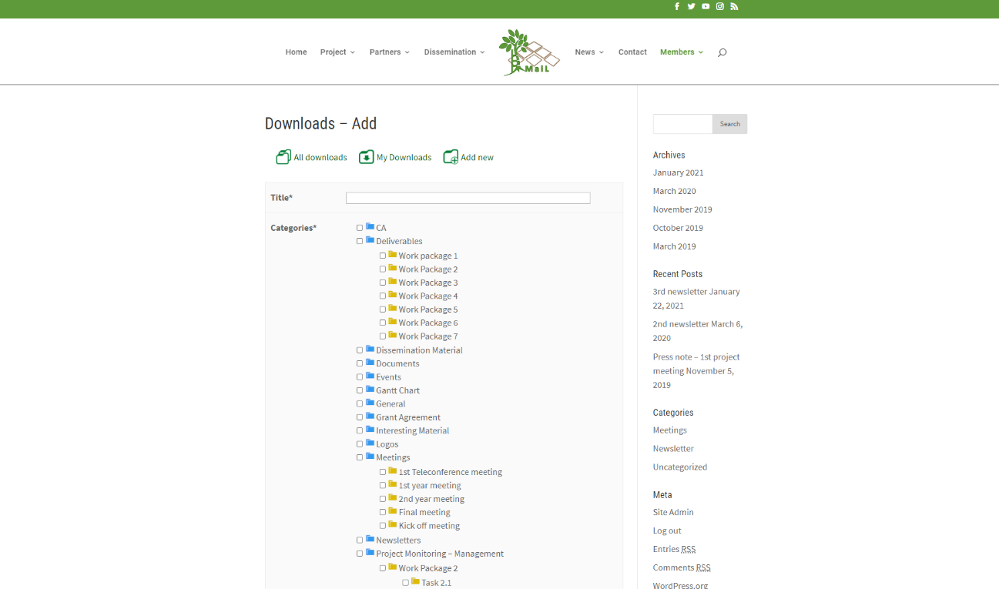 Home
Project
Partners
Dissemination
MaiL
News
Contact
Members
Downloads – Add
All downloads
My Downloads
Add new
Title*
Categories*
CA
Deliverables
Work package 1
Work Package 2
Work Package 3
Work Package 4
Work Package 5
Work Package 6
Work Package 7
Dissemination Material
Documents
Events
Gantt Chart
General
Grant Agreement
Interesting Material
Logos
Meetings
1st Teleconference meeting
1st year meeting
2nd year meeting
Final meeting
Kick off meeting
Newsletters
Project Monitoring – Management
Work Package 2
Task 2.1
Search
Archives
January 2021
March 2020
November 2019
October 2019
March 2019
Recent Posts
3rd newsletter January
22, 2021
2nd newsletter March 6,
2020
Press note – 1st project
meeting November 5,
2019
Categories
Meetings
Newsletter
Uncategorized
Meta
Site Admin
Log out
Entries RSS
Comments RSS
WordPress.org